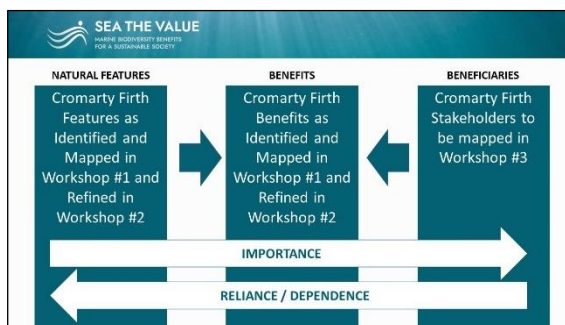 SEA THE VALUE
MARINE BIODIVERSITY BENEFITS
FOR A SUSTAINABLE SOCIETY
NATURAL FEATURES
Cromarty Firth
Features as
Identified and
Mapped in
Workshop #1 and
Refined in
Workshop #2
BENEFITS
Cromarty Firth
Benefits as
Identified and
Mapped in
Workshop #1 and
Refined in
Workshop #2
BENEFICIARIES
Cromarty Firth
Stakeholders to
be mapped in
Workshop #3
IMPORTANCE
RELIANCE / DEPENDENCE